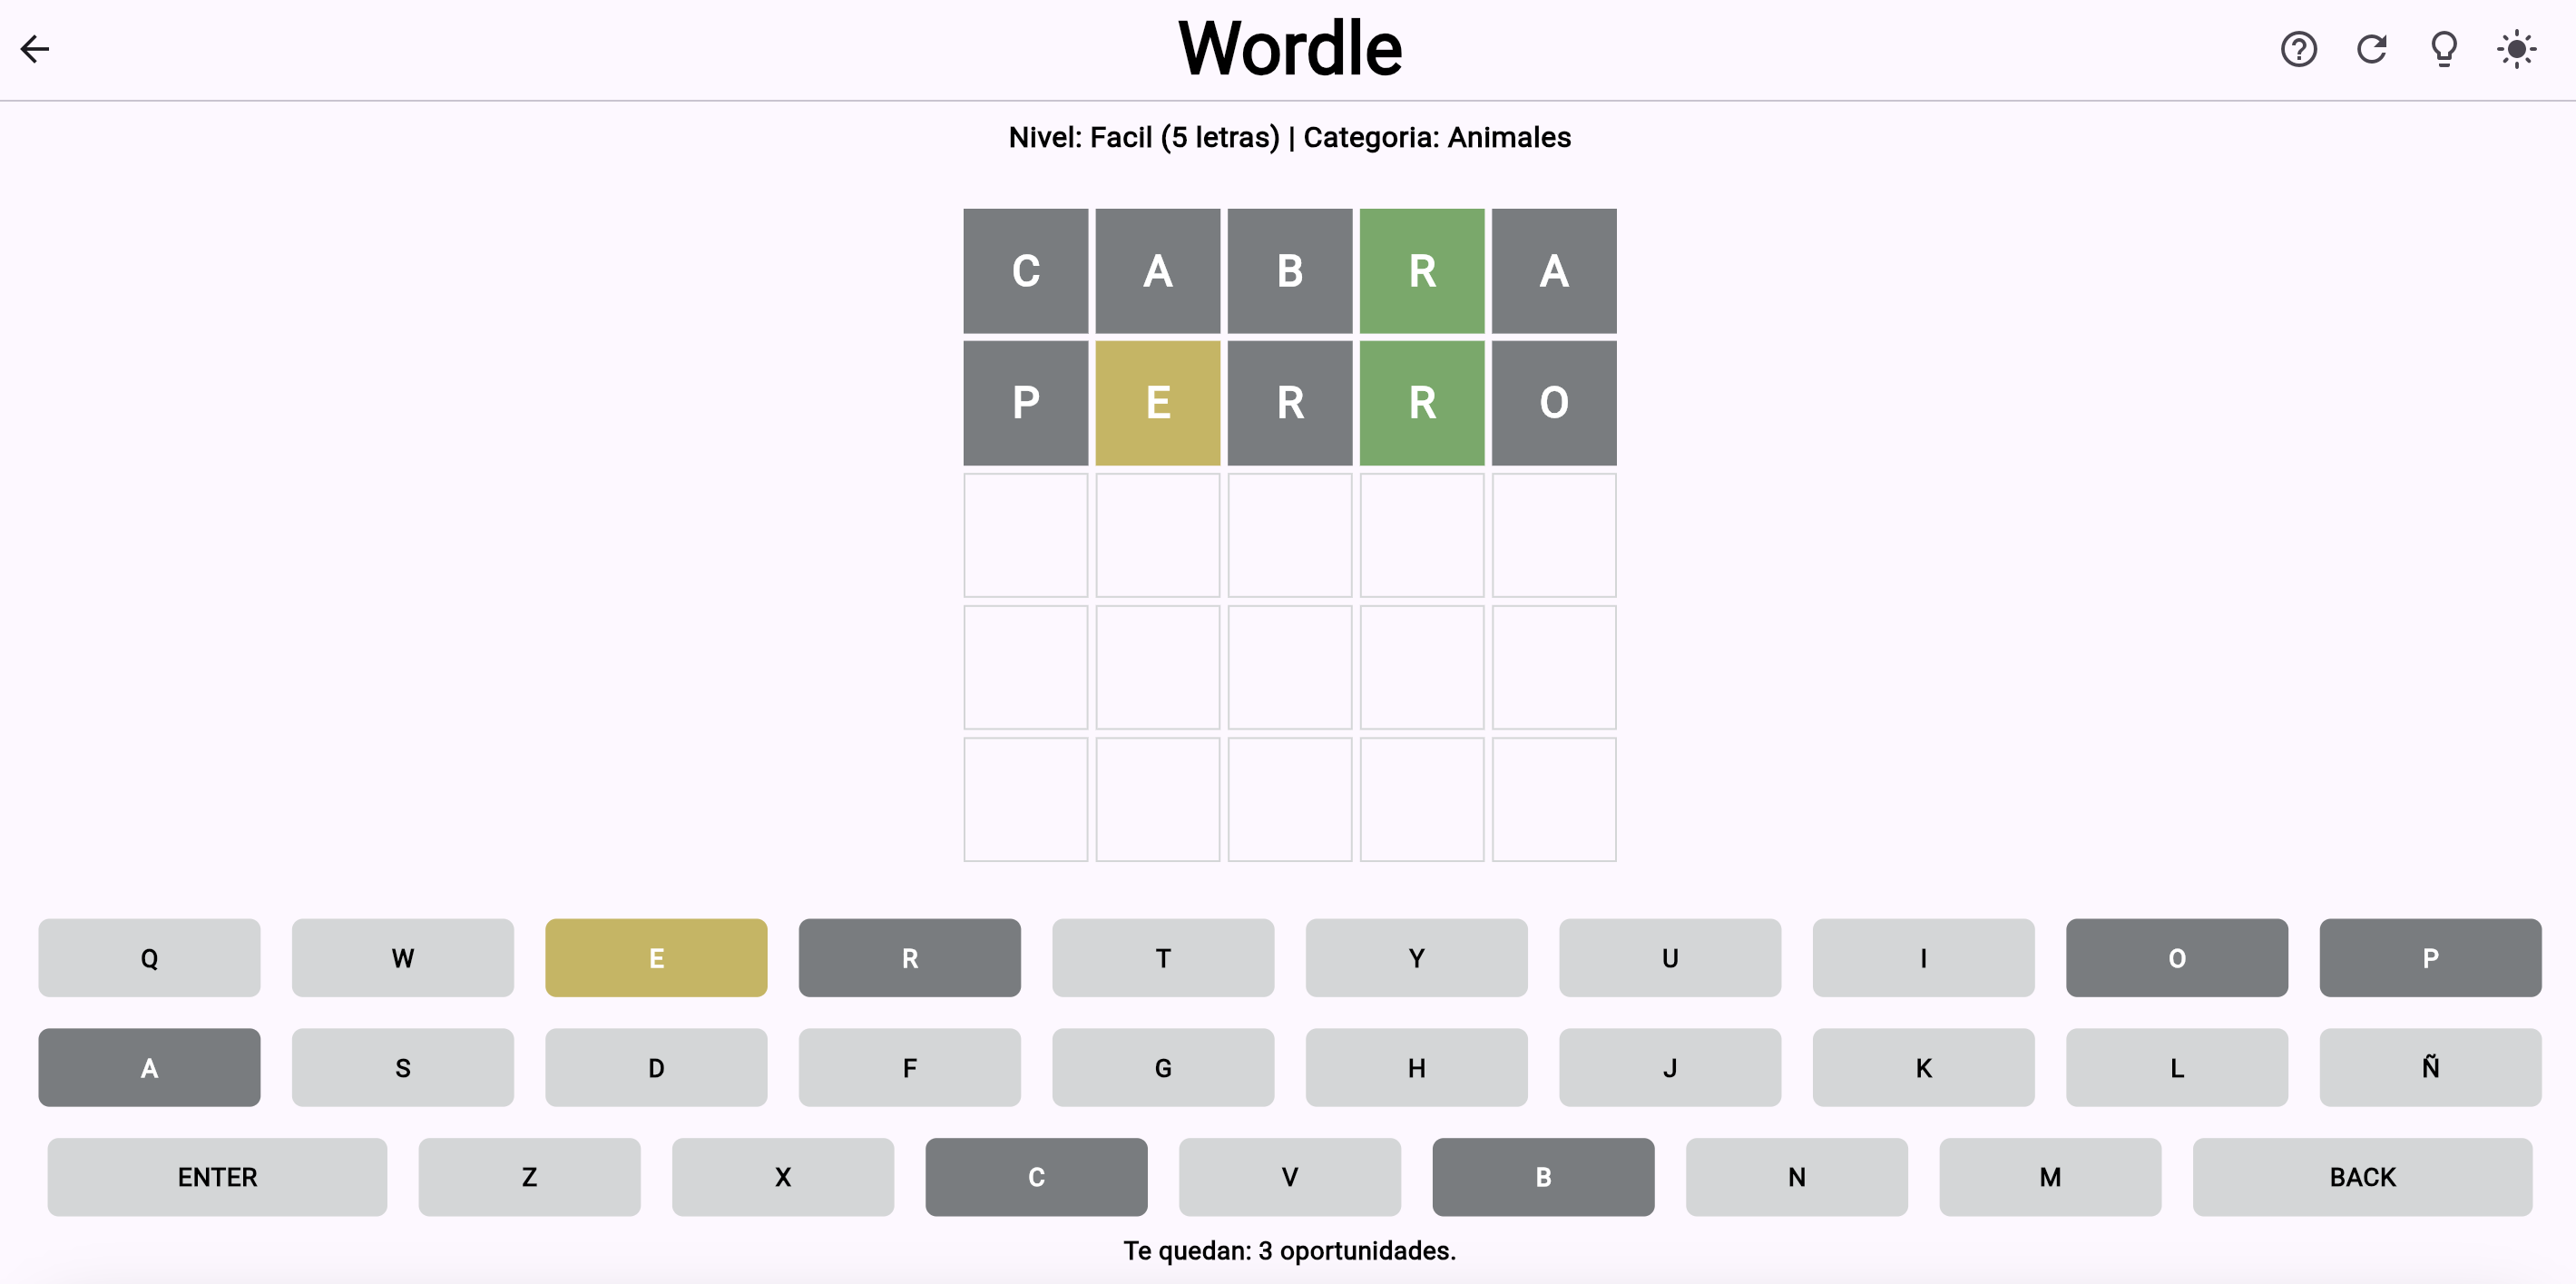 Wordle
Nivel: Facil (5 letras) | Categoria: Animales
C A B R A
P E R R O
Q W E R T Y U I O P
A S D F G H J K L Ñ
ENTER Z X C V B N M BACK
Te quedan: 3 oportunidades.